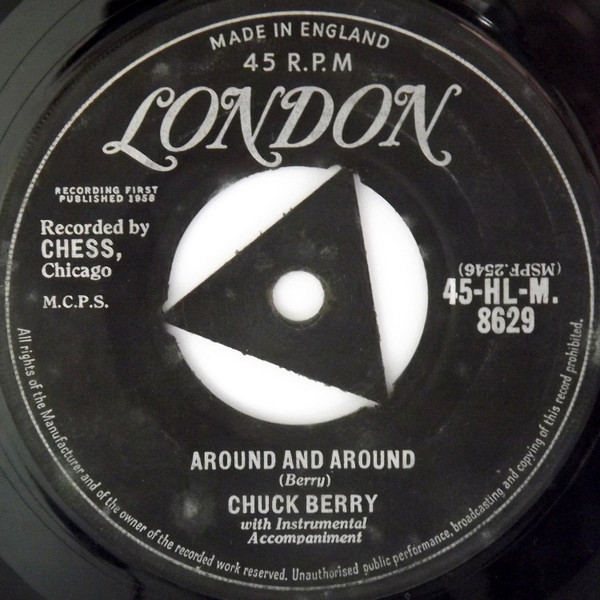 MADE IN ENGLAND
45 R.P.M
LONDON
RECORDING FIRST
PUBLISHED 1958
Recorded by
CHESS,
Chicago
M.C.P.S.
(MSPF.2546)
45-HL-M.
8629
AROUND AND AROUND
(Berry)
CHUCK BERRY
with Instrumental
Accompaniment
All rights of the Manufacturer and of the owner of the recorded work reserved. Unauthorised public performance, broadcasting and copying of this record prohibited.